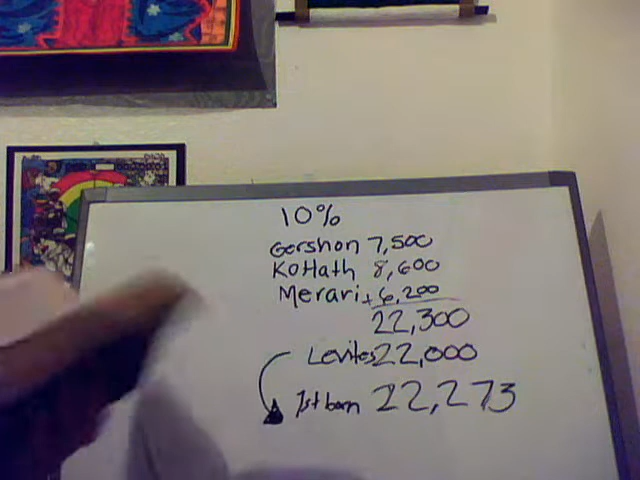 10%
Gershon 7,500
KoHath 8,600
Merari + 6,200
22,300
Levites 22,000
1st born 22,273